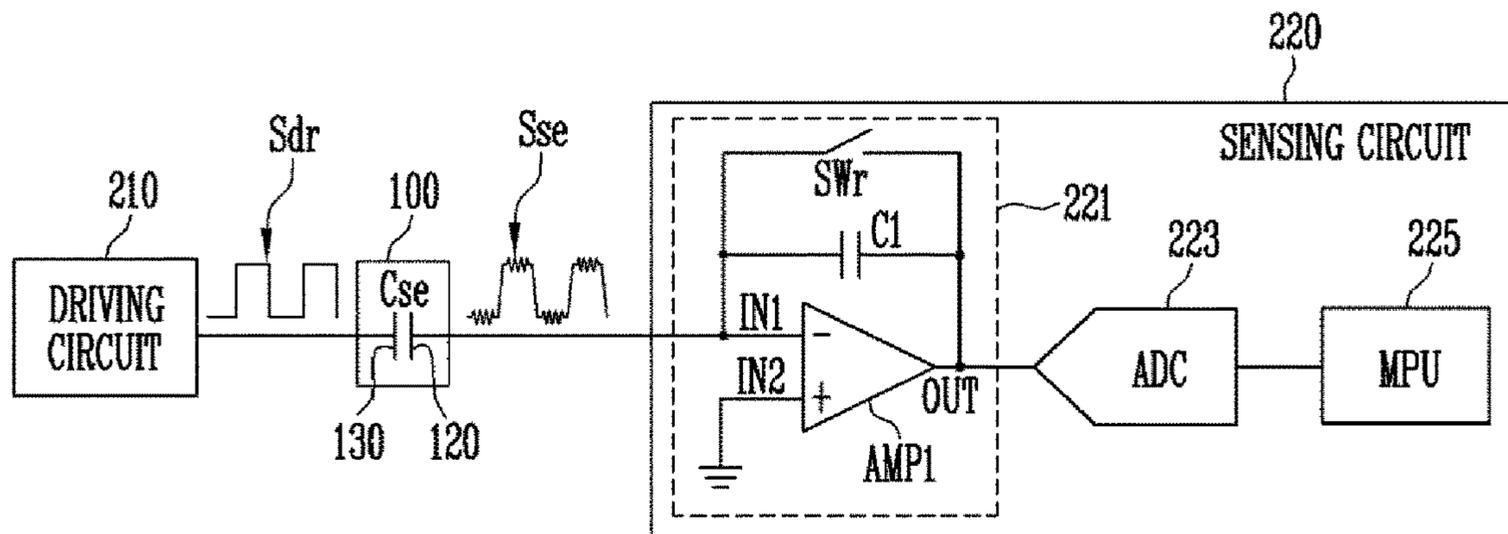 220
SENSING CIRCUIT
Sdr
Sse
SWr
221
210
100
C1
223
225
DRIVING
CIRCUIT
Cse
IN1
−
IN2
+
OUT
ADC
MPU
130
120
AMP1